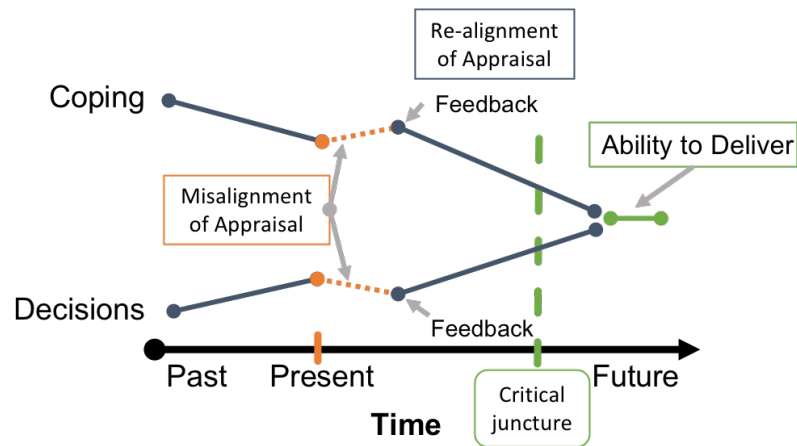 Re-alignment
of Appraisal
Coping
Feedback
Ability to Deliver
Misalignment
of Appraisal
Decisions
Feedback
Past
Present
Future
Critical
juncture
Time